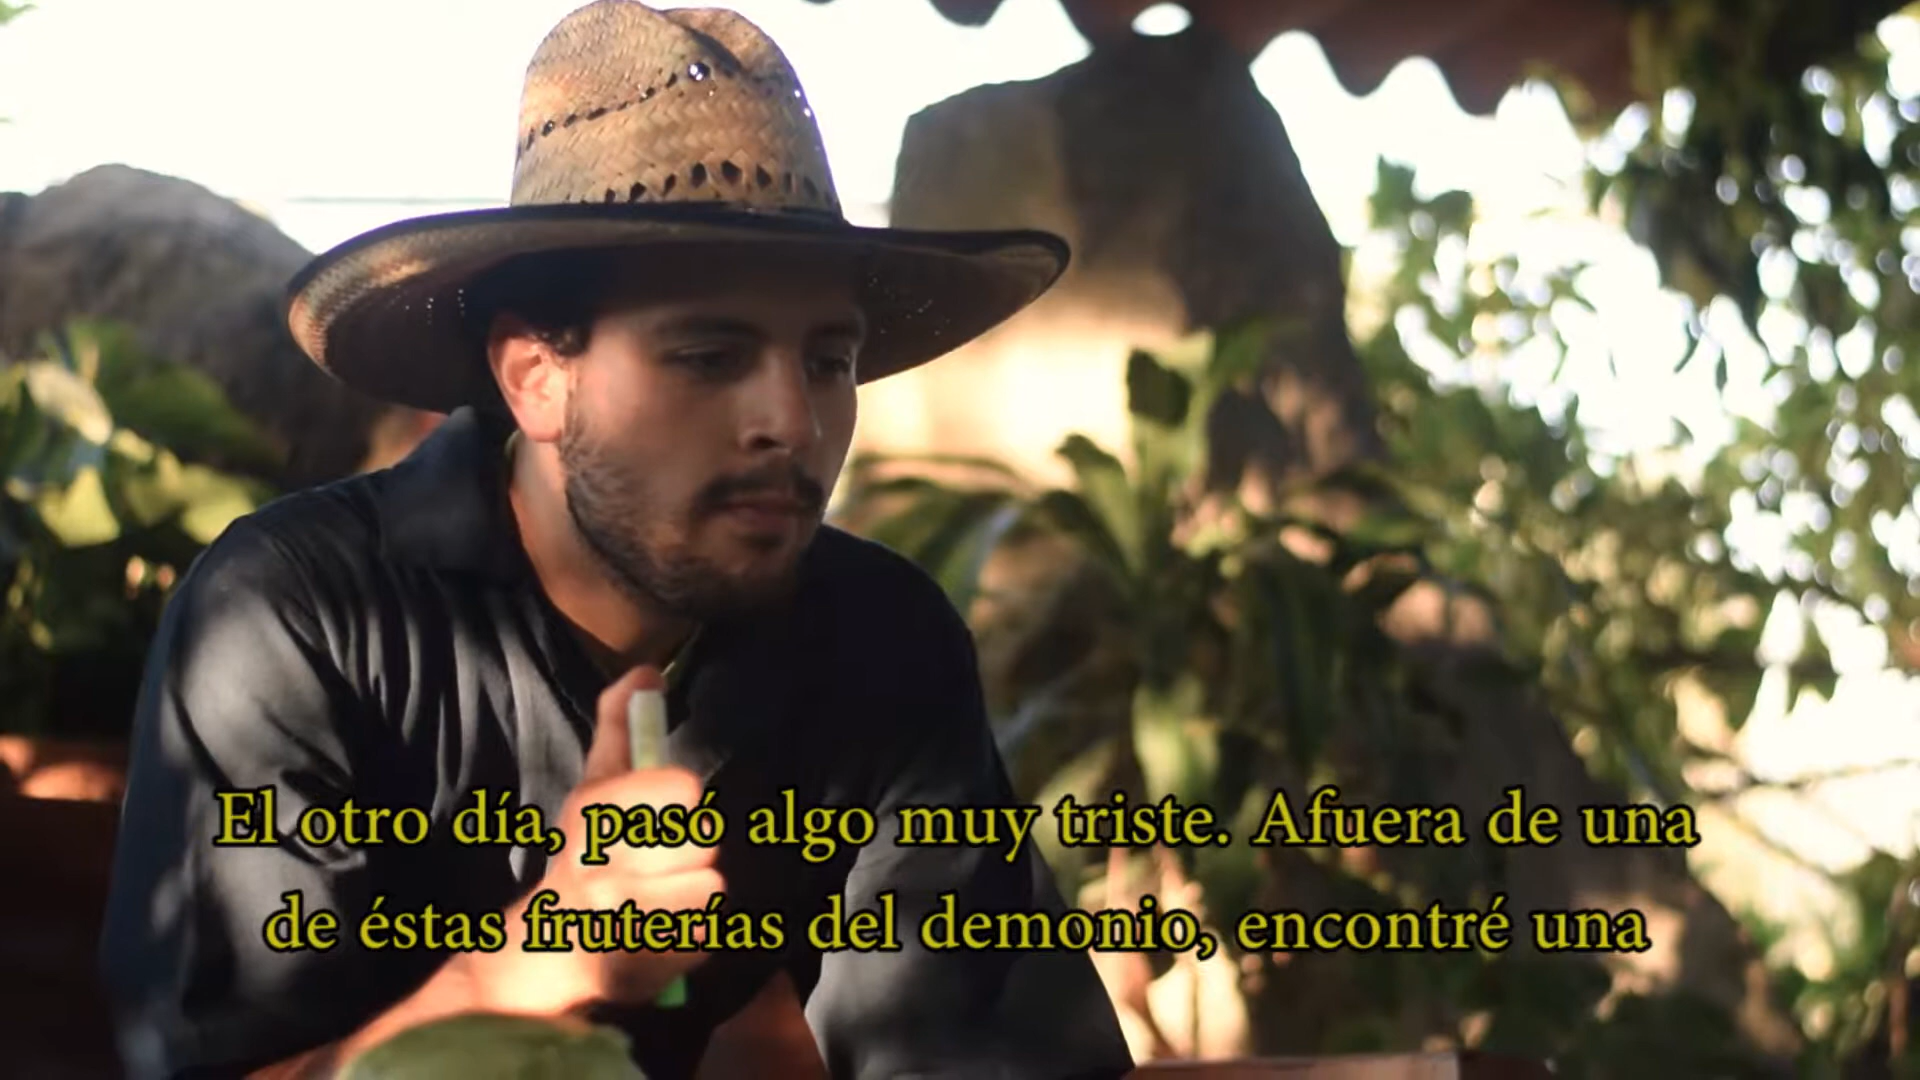 El otro día, pasó algo muy triste. Afuera de una
de éstas fruterías del demonio, encontré una